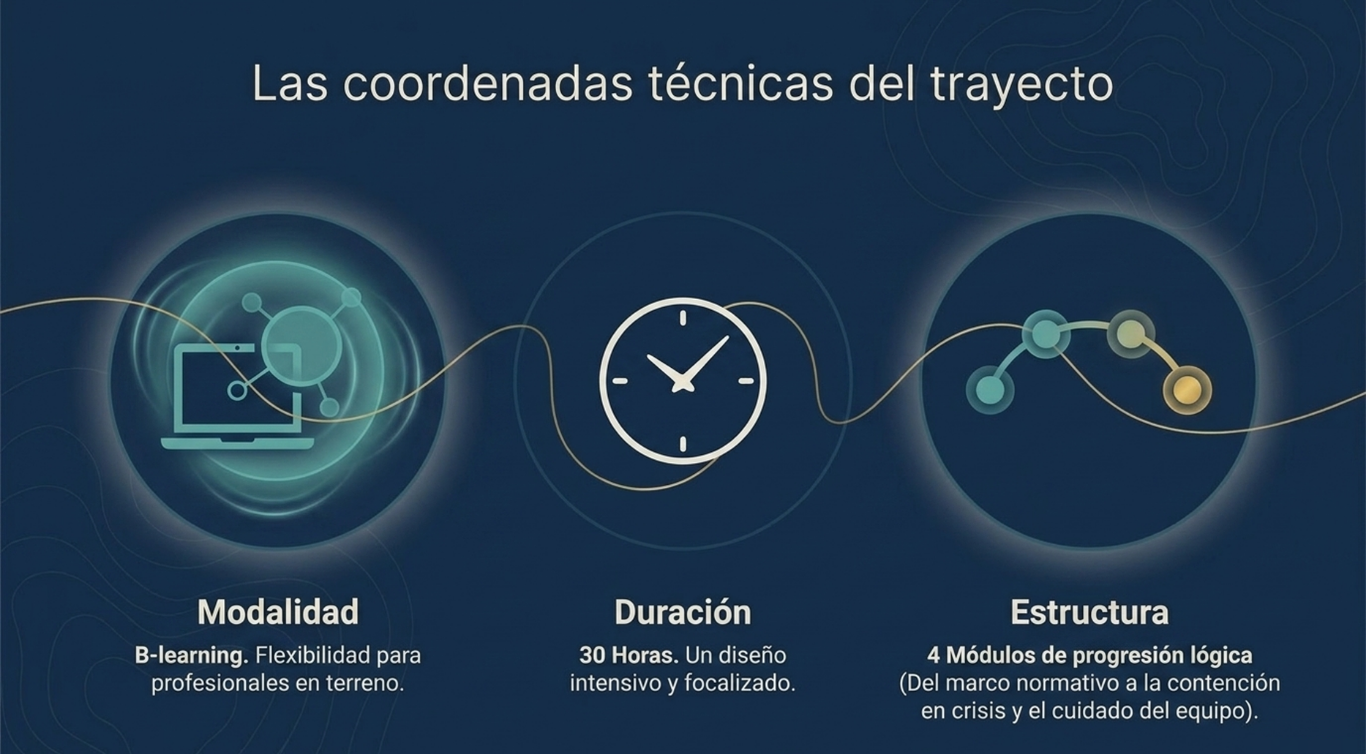 Las coordenadas técnicas del trayecto
Modalidad
B-learning. Flexibilidad para
profesionales en terreno.
Duración
30 Horas. Un diseño
intensivo y focalizado.
Estructura
4 Módulos de progresión lógica
(Del marco normativo a la contención
en crisis y el cuidado del equipo).